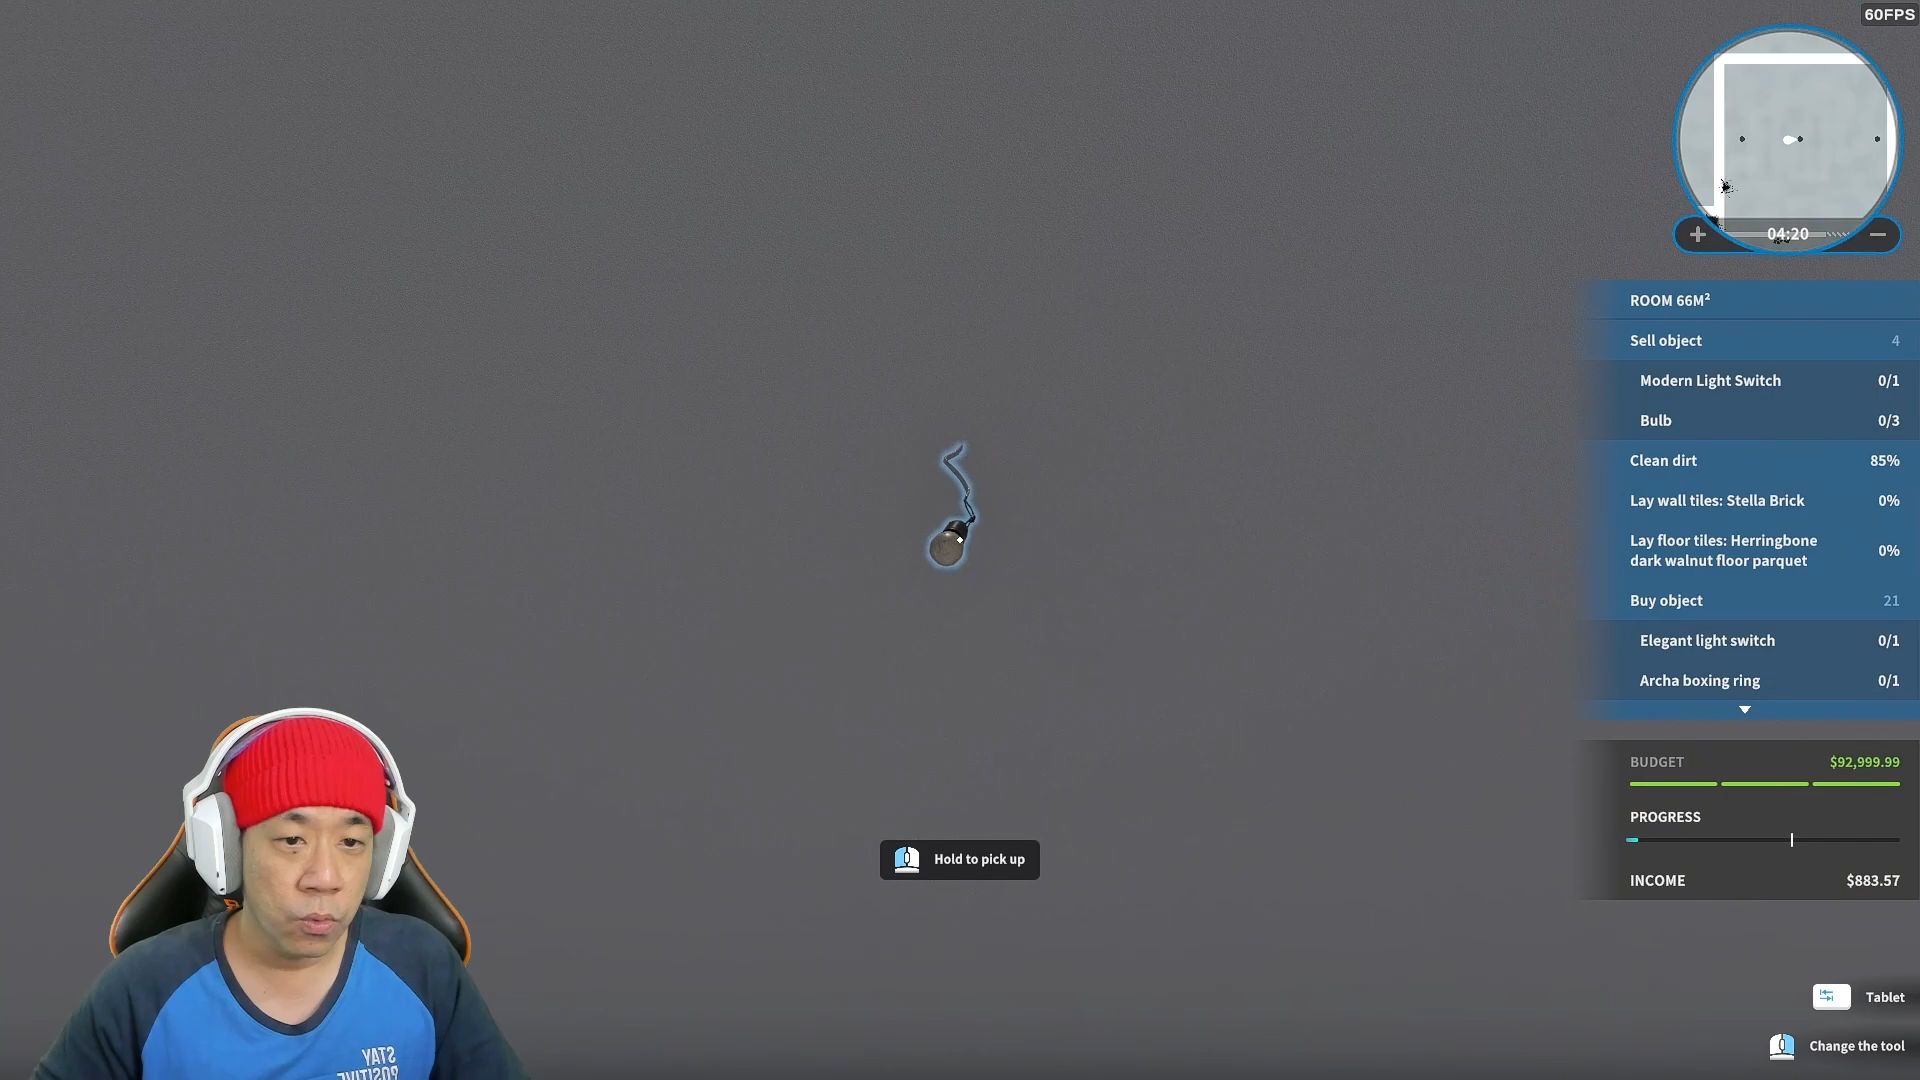 60FPS
04:20
ROOM 66M²
Sell object 4
Modern Light Switch 0/1
Bulb 0/3
Clean dirt 85%
Lay wall tiles: Stella Brick 0%
Lay floor tiles: Herringbone
dark walnut floor parquet 0%
Buy object 21
Elegant light switch 0/1
Archa boxing ring 0/1
BUDGET $92,999.99
PROGRESS
INCOME $883.57
Hold to pick up
Tablet
Change the tool
STAY
POSITIVE